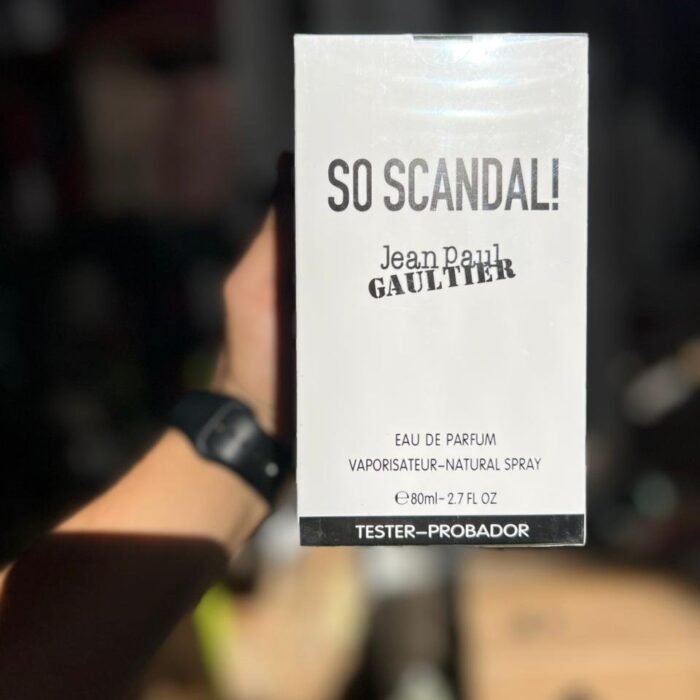 SO SCANDAL!
Jean Paul
GAULTIER
EAU DE PARFUM
VAPORISATEUR-NATURAL SPRAY
℮80ml- 2.7 FL OZ
TESTER-PROBADOR